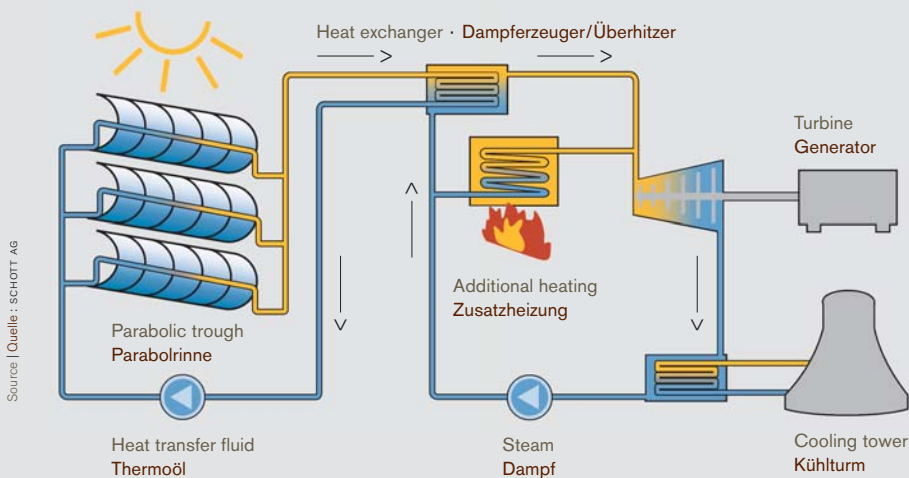 Heat exchanger · Dampferzeuger/Überhitzer
Turbine
Generator
Additional heating
Zusatzheizung
Parabolic trough
Parabolrinne
Heat transfer fluid
Thermoöl
Steam
Dampf
Cooling tower
Kühlturm
Source | Quelle: SCHOTT AG